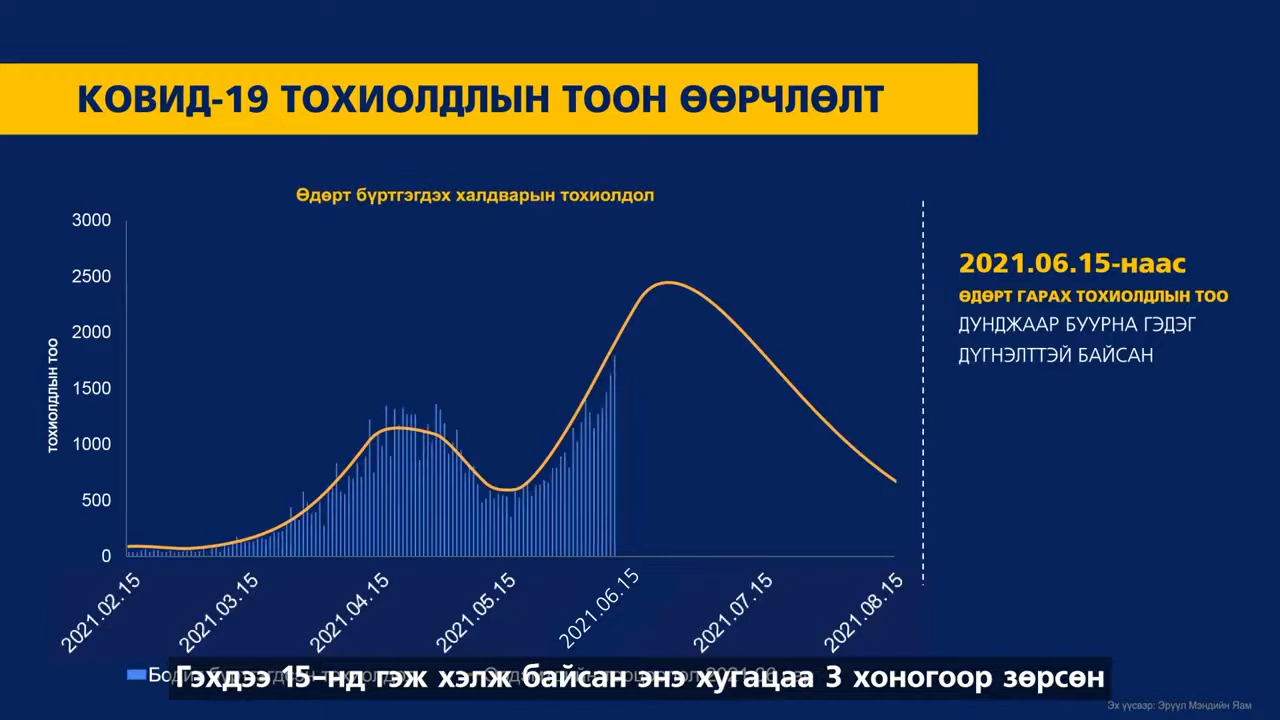 КОВИД-19 ТОХИОЛДЛЫН ТООН ӨӨРЧЛӨЛТ
Өдөрт бүртгэгдэх халдварын тохиолдол
3000
2500
2000
1500
1000
500
0
тохиолдлын тоо
2021.02.15
2021.03.15
2021.04.15
2021.05.15
2021.06.15
2021.07.15
2021.08.15
2021.06.15-наас
ӨДӨРТ ГАРАХ ТОХИОЛДЛЫН ТОО
ДУНДЖААР БУУРНА ГЭДЭГ
ДҮГНЭЛТТЭЙ БАЙСАН
Гэхдээ 15–нд гэж хэлж байсан энэ хугацаа 3 хоногоор зөрсөн
Эх үүсвэр: Эрүүл Мэндийн Яам